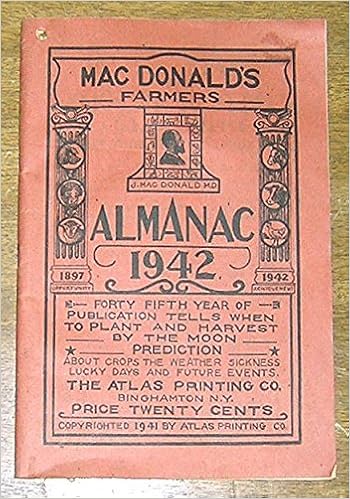 MAC DONALD'S
FARMERS
J. MAC DONALD M.D.
ALMANAC
1942
1897
OPPORTUNITY
1942
ACHIEVEMENT
FORTY FIFTH YEAR OF
PUBLICATION TELLS WHEN
TO PLANT AND HARVEST
BY THE MOON
PREDICTION
ABOUT CROPS THE WEATHER SICKNESS
LUCKY DAYS AND FUTURE EVENTS.
THE ATLAS PRINTING CO.
BINGHAMTON N.Y.
PRICE TWENTY CENTS
COPYRIGHTED 1941 BY ATLAS PRINTING CO.